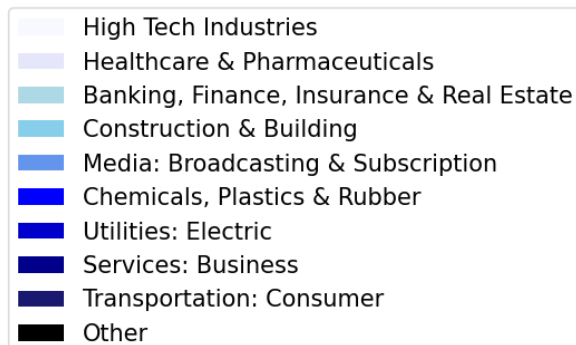 High Tech Industries
Healthcare & Pharmaceuticals
Banking, Finance, Insurance & Real Estate
Construction & Building
Media: Broadcasting & Subscription
Chemicals, Plastics & Rubber
Utilities: Electric
Services: Business
Transportation: Consumer
Other